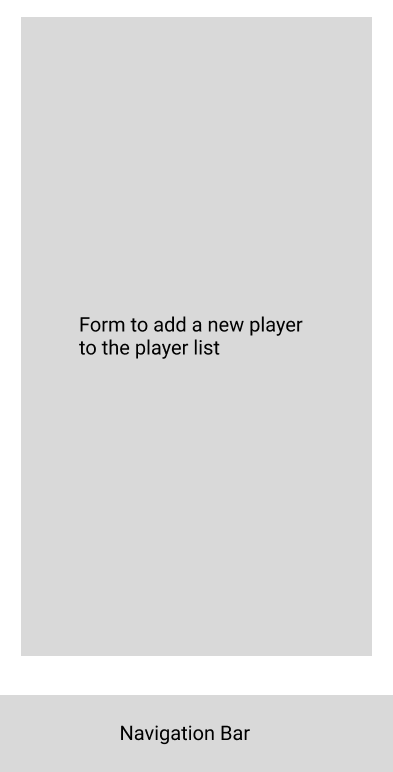 Form to add a new player
to the player list
Navigation Bar